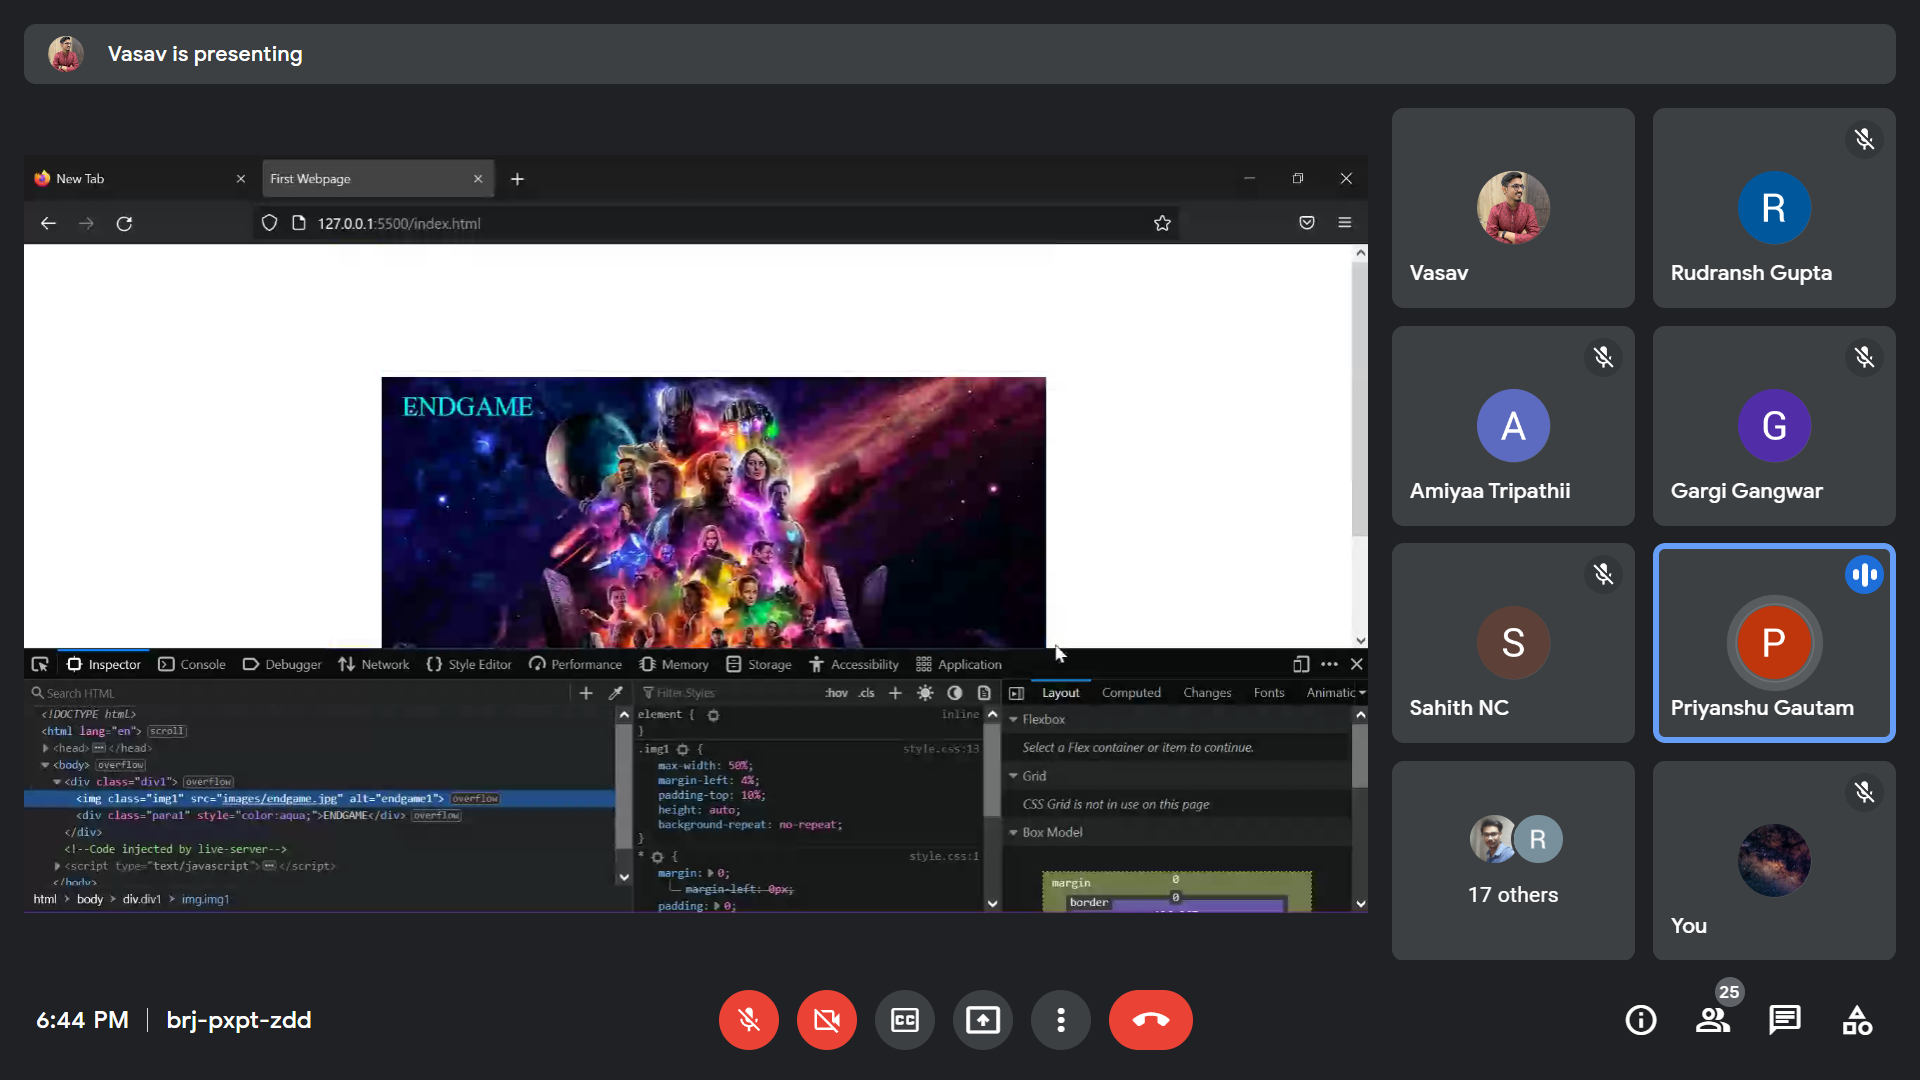 Vasav is presenting
New Tab
First Webpage
127.0.0.1:5500/index.html
ENDGAME
Inspector Console Debugger Network Style Editor Performance Memory Storage Accessibility Application
Search HTML
Filter Styles :hov .cls
Layout Computed Changes Fonts Animatic
<!DOCTYPE html>
<html lang="en"> scroll
<head> ••• </head>
<body> overflow
<div class="div1"> overflow
<img class="img1" src="images/endgame.jpg" alt="endgame1"> overflow
<div class="para1" style="color:aqua;">ENDGAME</div> overflow
</div>
<!--Code injected by live-server-->
<script type="text/javascript"> ••• </script>
</body>
html > body > div.div1 > img.img1
element { inline
}
.img1 { style.css:13
max-width: 50%;
margin-left: 4%;
padding-top: 10%;
height: auto;
background-repeat: no-repeat;
}
* { style.css:1
margin: 0;
margin-left: 0px;
padding: 0;
Flexbox
Select a Flex container or item to continue.
Grid
CSS Grid is not in use on this page
Box Model
margin 0
border 0
Vasav
R
Rudransh Gupta
A
Amiyaa Tripathii
G
Gargi Gangwar
S
Sahith NC
P
Priyanshu Gautam
R
17 others
You
6:44 PM | brj-pxpt-zdd
CC
25